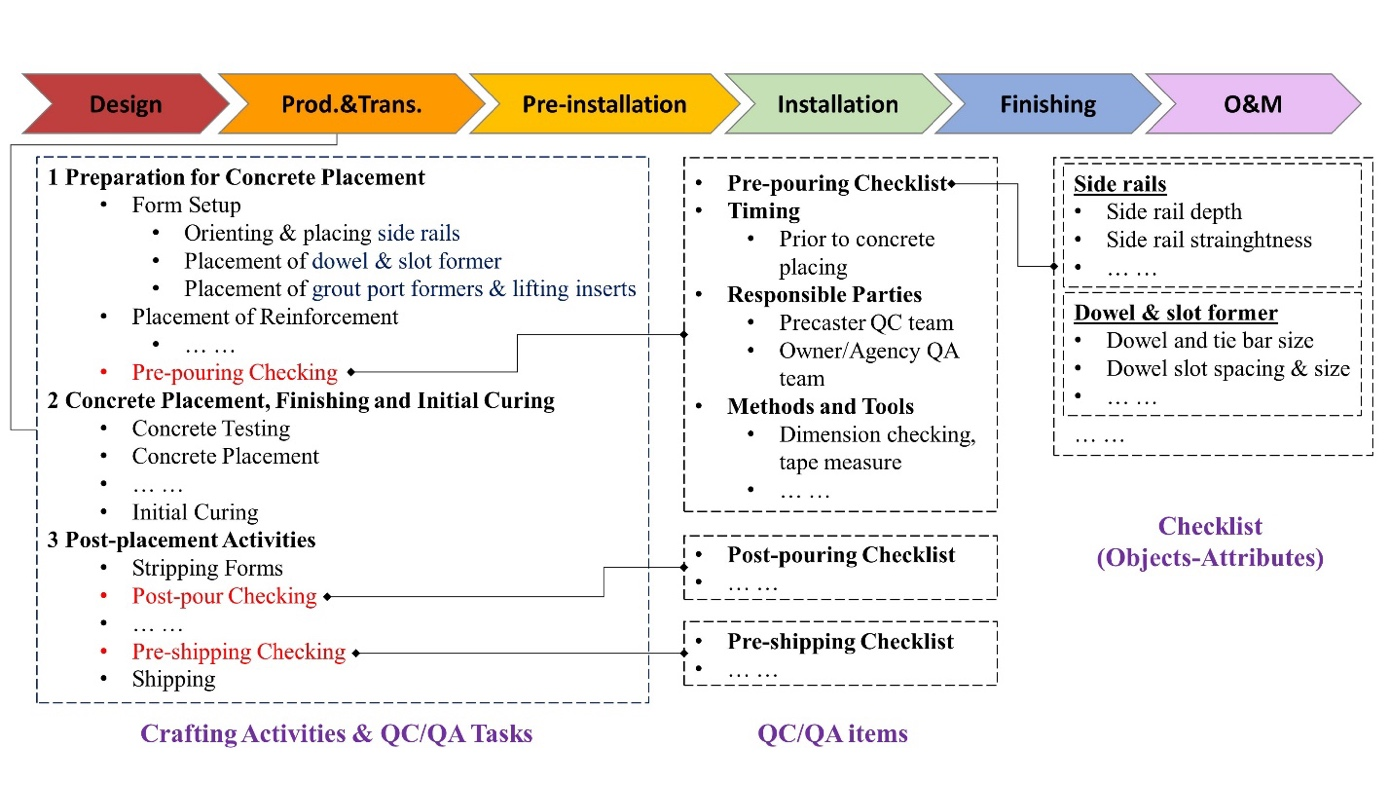 Design
Prod.&Trans.
Pre-installation
Installation
Finishing
O&M
1 Preparation for Concrete Placement
• Form Setup
• Orienting & placing side rails
• Placement of dowel & slot former
• Placement of grout port formers & lifting inserts
• Placement of Reinforcement
• … …
• Pre-pouring Checking
2 Concrete Placement, Finishing and Initial Curing
• Concrete Testing
• Concrete Placement
• … …
• Initial Curing
3 Post-placement Activities
• Stripping Forms
• Post-pour Checking
• … …
• Pre-shipping Checking
• Shipping
Crafting Activities & QC/QA Tasks
• Pre-pouring Checklist
• Timing
• Prior to concrete
placing
• Responsible Parties
• Precaster QC team
• Owner/Agency QA
team
• Methods and Tools
• Dimension checking,
tape measure
• … …
• Post-pouring Checklist
• … …
• Pre-shipping Checklist
• … …
QC/QA items
Side rails
• Side rail depth
• Side rail strainghtness
• … …
Dowel & slot former
• Dowel and tie bar size
• Dowel slot spacing & size
• … …
… …
Checklist
(Objects-Attributes)